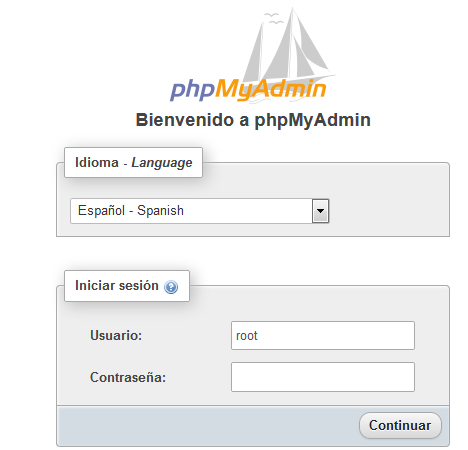 phpMyAdmin
Bienvenido a phpMyAdmin
Idioma - Language
Español - Spanish
Iniciar sesión
Usuario:
root
Contraseña:
Continuar